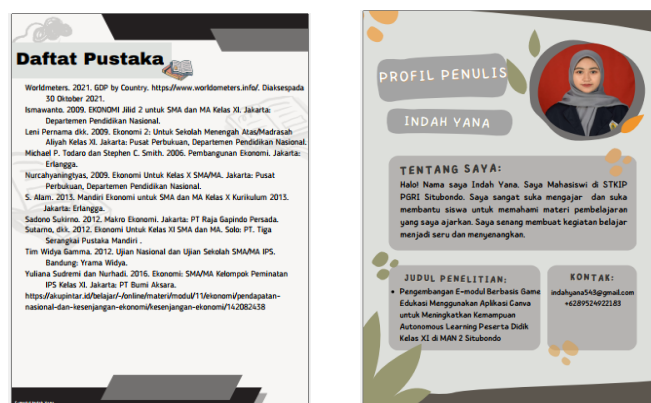 Daftat Pustaka
Worldmeters. 2021. GDP by Country. https://www.worldometers.info/. Diaksespada
30 Oktober 2021.
Ismawanto. 2009. EKONOMI Jilid 2 untuk SMA dan MA Kelas XI. Jakarta:
Departemen Pendidikan Nasional.
Leni Pernama dkk. 2009. Ekonomi 2: Untuk Sekolah Menengah Atas/Madrasah
Aliyah Kelas XI. Jakarta: Pusat Perbukuan, Departemen Pendidikan Nasional.
Michael P. Todaro dan Stephen C. Smith. 2006. Pembangunan Ekonomi. Jakarta:
Erlangga.
Nurcahyaningtyas, 2009. Ekonomi Untuk Kelas X SMA/MA. Jakarta: Pusat
Perbukuan, Departemen Pendidikan Nasional.
S. Alam. 2013. Mandiri Ekonomi untuk SMA dan MA Kelas X Kurikulum 2013.
Jakarta: Erlangga.
Sadono Sukirno. 2012. Makro Ekonomi. Jakarta: PT Raja Gapindo Persada.
Sutarno, dkk. 2012. Ekonomi Untuk Kelas XI SMA dan MA. Solo: PT. Tiga
Serangkai Pustaka Mandiri .
Tim Widya Gamma. 2012. Ujian Nasional dan Ujian Sekolah SMA/MA IPS.
Bandung: Yrama Widya.
Yuliana Sudremi dan Nurhadi. 2016. Ekonomi: SMA/MA Kelompok Peminatan
IPS Kelas XI. Jakarta: PT Bumi Aksara.
https://akupintar.id/belajar/-/online/materi/modul/11/ekonomi/pendapatan-
nasional-dan-kesenjangan-ekonomi/kesenjangan-ekonomi/142082438
PROFIL PENULIS
INDAH YANA
TENTANG SAYA:
Halo! Nama saya Indah Yana. Saya Mahasiswi di STKIP
PGRI Situbondo. Saya sangat suka mengajar dan suka
membantu siswa untuk memahami materi pembelajaran
yang saya ajarkan. Saya senang membuat kegiatan belajar
menjadi seru dan menyenangkan.
JUDUL PENELITIAN:
• Pengembangan E-modul Berbasis Game
Edukasi Menggunakan Aplikasi Canva
untuk Meningkatkan Kemampuan
Autonomous Learning Peserta Didik
Kelas XI di MAN 2 Situbondo
KONTAK:
indahyana543@gmail.com
+6289524922183